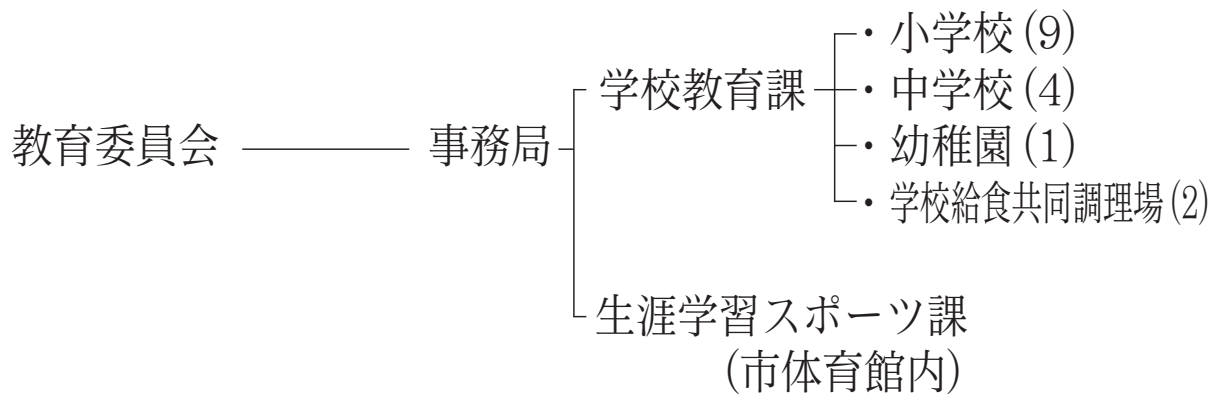 ・小学校(9)
学校教育課 ・中学校(4)
教育委員会 事務局 ・幼稚園(1)
・学校給食共同調理場(2)
生涯学習スポーツ課
(市体育館内)